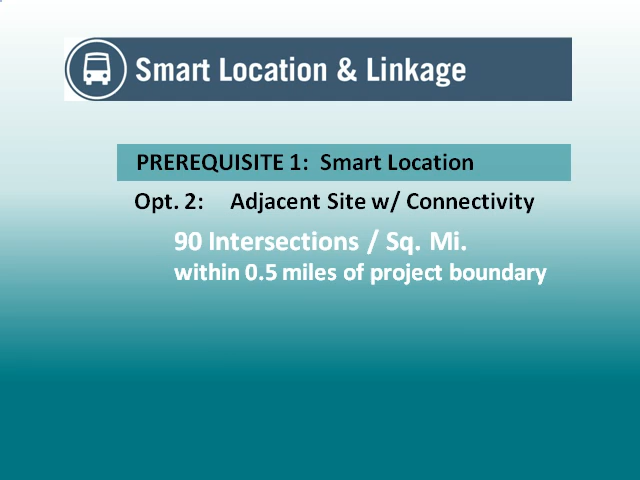 Smart Location & Linkage
PREREQUISITE 1: Smart Location
Opt. 2: Adjacent Site w/ Connectivity
90 Intersections / Sq. Mi.
within 0.5 miles of project boundary